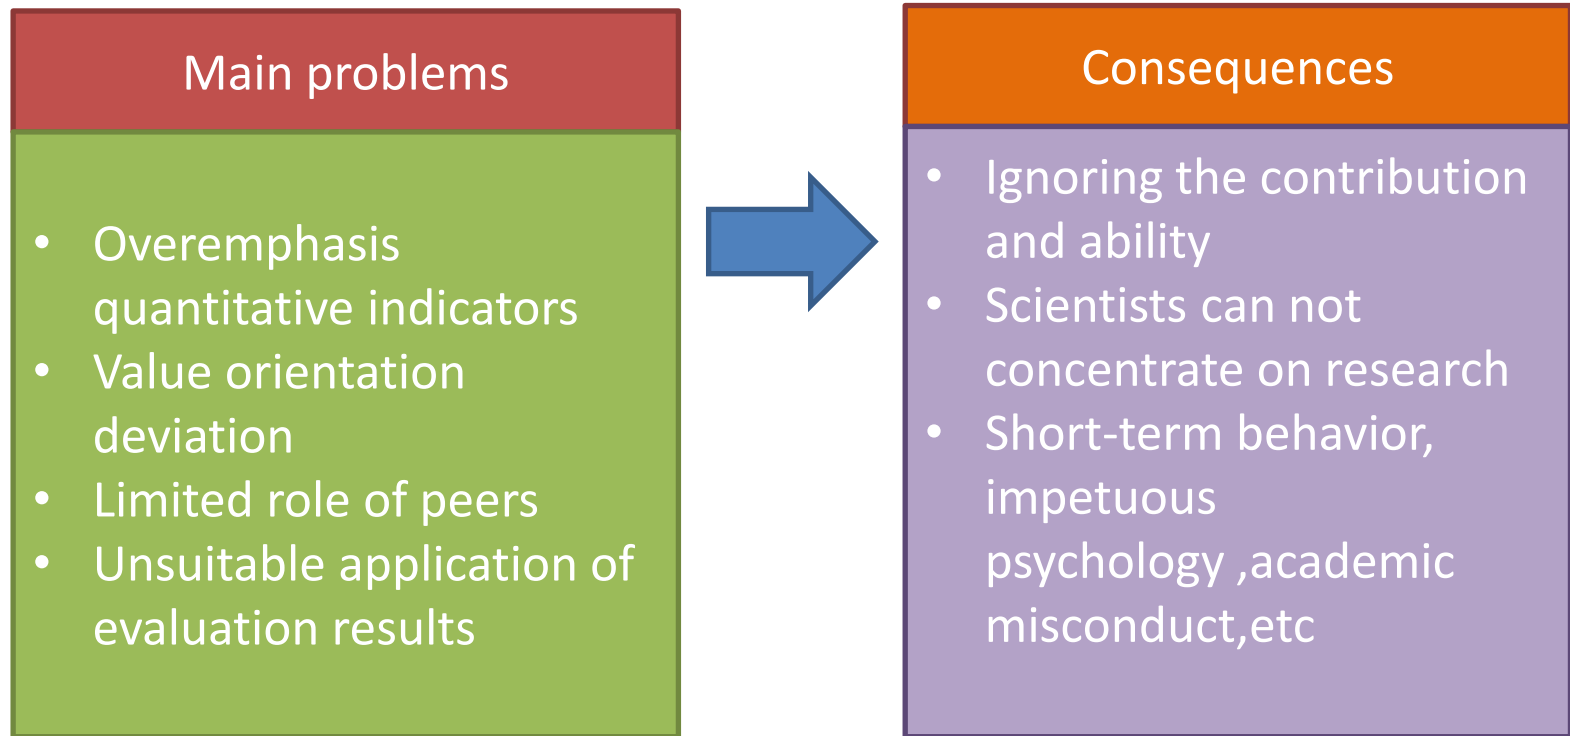 Main problems
• Overemphasis
quantitative indicators
• Value orientation
deviation
• Limited role of peers
• Unsuitable application of
evaluation results
Consequences
• Ignoring the contribution
and ability
• Scientists can not
concentrate on research
• Short-term behavior,
impetuous
psychology ,academic
misconduct,etc